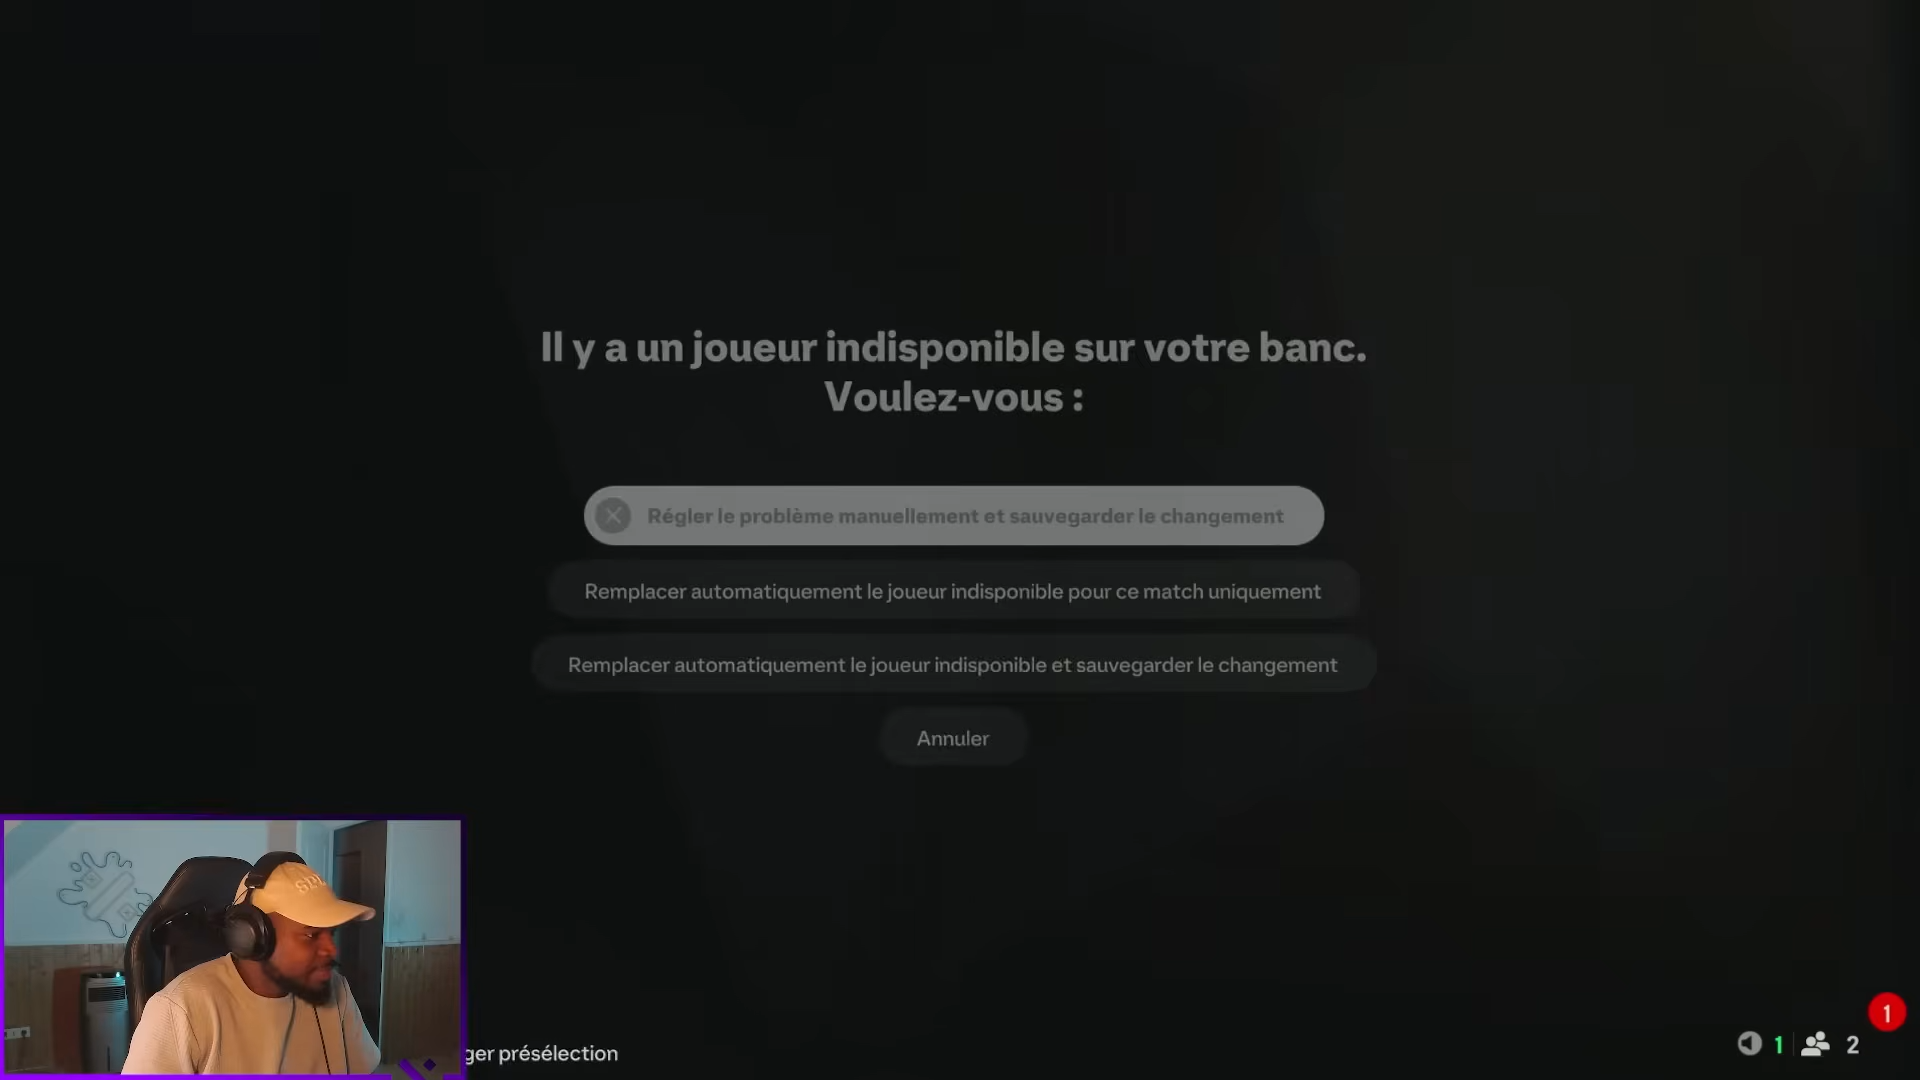 Il y a un joueur indisponible sur votre banc.
Voulez-vous :
Régler le problème manuellement et sauvegarder le changement
Remplacer automatiquement le joueur indisponible pour ce match uniquement
Remplacer automatiquement le joueur indisponible et sauvegarder le changement
Annuler
ger présélection
1
1
2